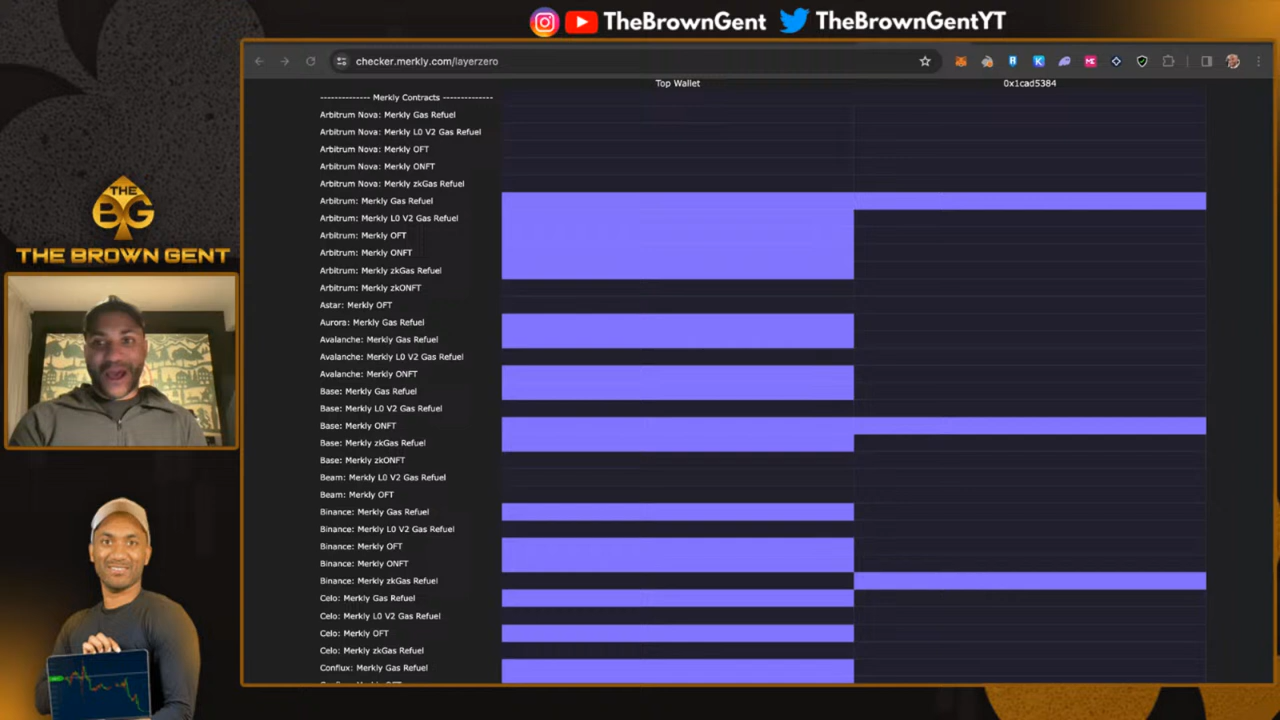 TheBrownGent
TheBrownGentYT
checker.merkly.com/layerzero
Top Wallet
0x1cad5384
-------------- Merkly Contracts --------------
Arbitrum Nova: Merkly Gas Refuel
Arbitrum Nova: Merkly L0 V2 Gas Refuel
Arbitrum Nova: Merkly OFT
Arbitrum Nova: Merkly ONFT
Arbitrum Nova: Merkly zkGas Refuel
Arbitrum: Merkly Gas Refuel
Arbitrum: Merkly L0 V2 Gas Refuel
Arbitrum: Merkly OFT
Arbitrum: Merkly ONFT
Arbitrum: Merkly zkGas Refuel
Arbitrum: Merkly zkONFT
Astar: Merkly OFT
Aurora: Merkly Gas Refuel
Avalanche: Merkly Gas Refuel
Avalanche: Merkly L0 V2 Gas Refuel
Avalanche: Merkly ONFT
Base: Merkly Gas Refuel
Base: Merkly L0 V2 Gas Refuel
Base: Merkly ONFT
Base: Merkly zkGas Refuel
Base: Merkly zkONFT
Beam: Merkly L0 V2 Gas Refuel
Beam: Merkly OFT
Binance: Merkly Gas Refuel
Binance: Merkly L0 V2 Gas Refuel
Binance: Merkly OFT
Binance: Merkly ONFT
Binance: Merkly zkGas Refuel
Celo: Merkly Gas Refuel
Celo: Merkly L0 V2 Gas Refuel
Celo: Merkly OFT
Celo: Merkly zkGas Refuel
Conflux: Merkly Gas Refuel
THE
BG
THE BROWN GENT